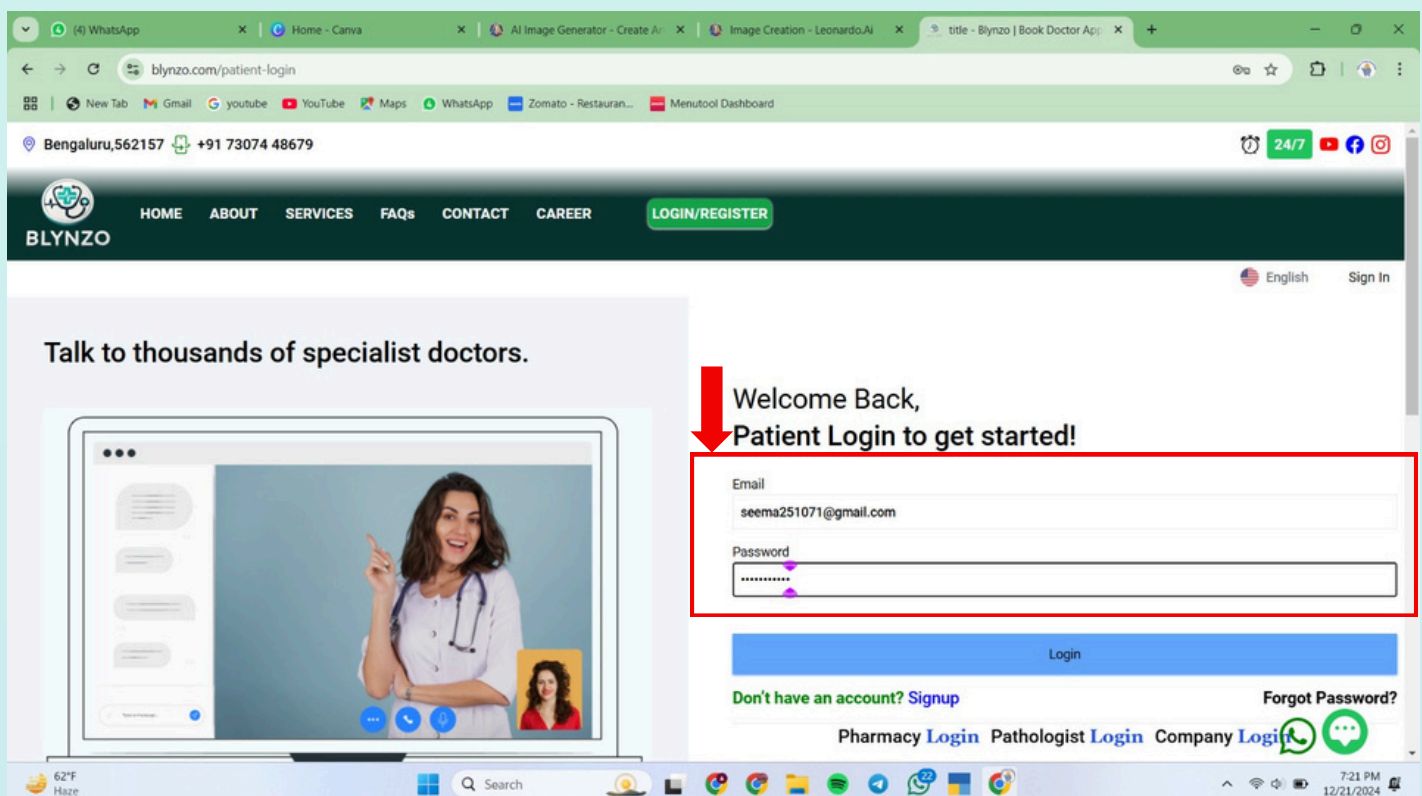 (4) WhatsApp
Home - Canva
AI Image Generator - Create Ar
Image Creation - Leonardo.Ai
title - Blynzo | Book Doctor App
blynzo.com/patient-login
New Tab
Gmail
youtube
YouTube
Maps
WhatsApp
Zomato - Restauran...
Menutool Dashboard
Bengaluru,562157 +91 73074 48679
24/7
BLYNZO
HOME ABOUT SERVICES FAQs CONTACT CAREER LOGIN/REGISTER
English Sign In
Talk to thousands of specialist doctors.
Welcome Back,
Patient Login to get started!
Email
seema251071@gmail.com
Password
Login
Don't have an account? Signup Forgot Password?
Pharmacy Login Pathologist Login Company Login
62°F
Haze
Search
22
7:21 PM
12/21/2024